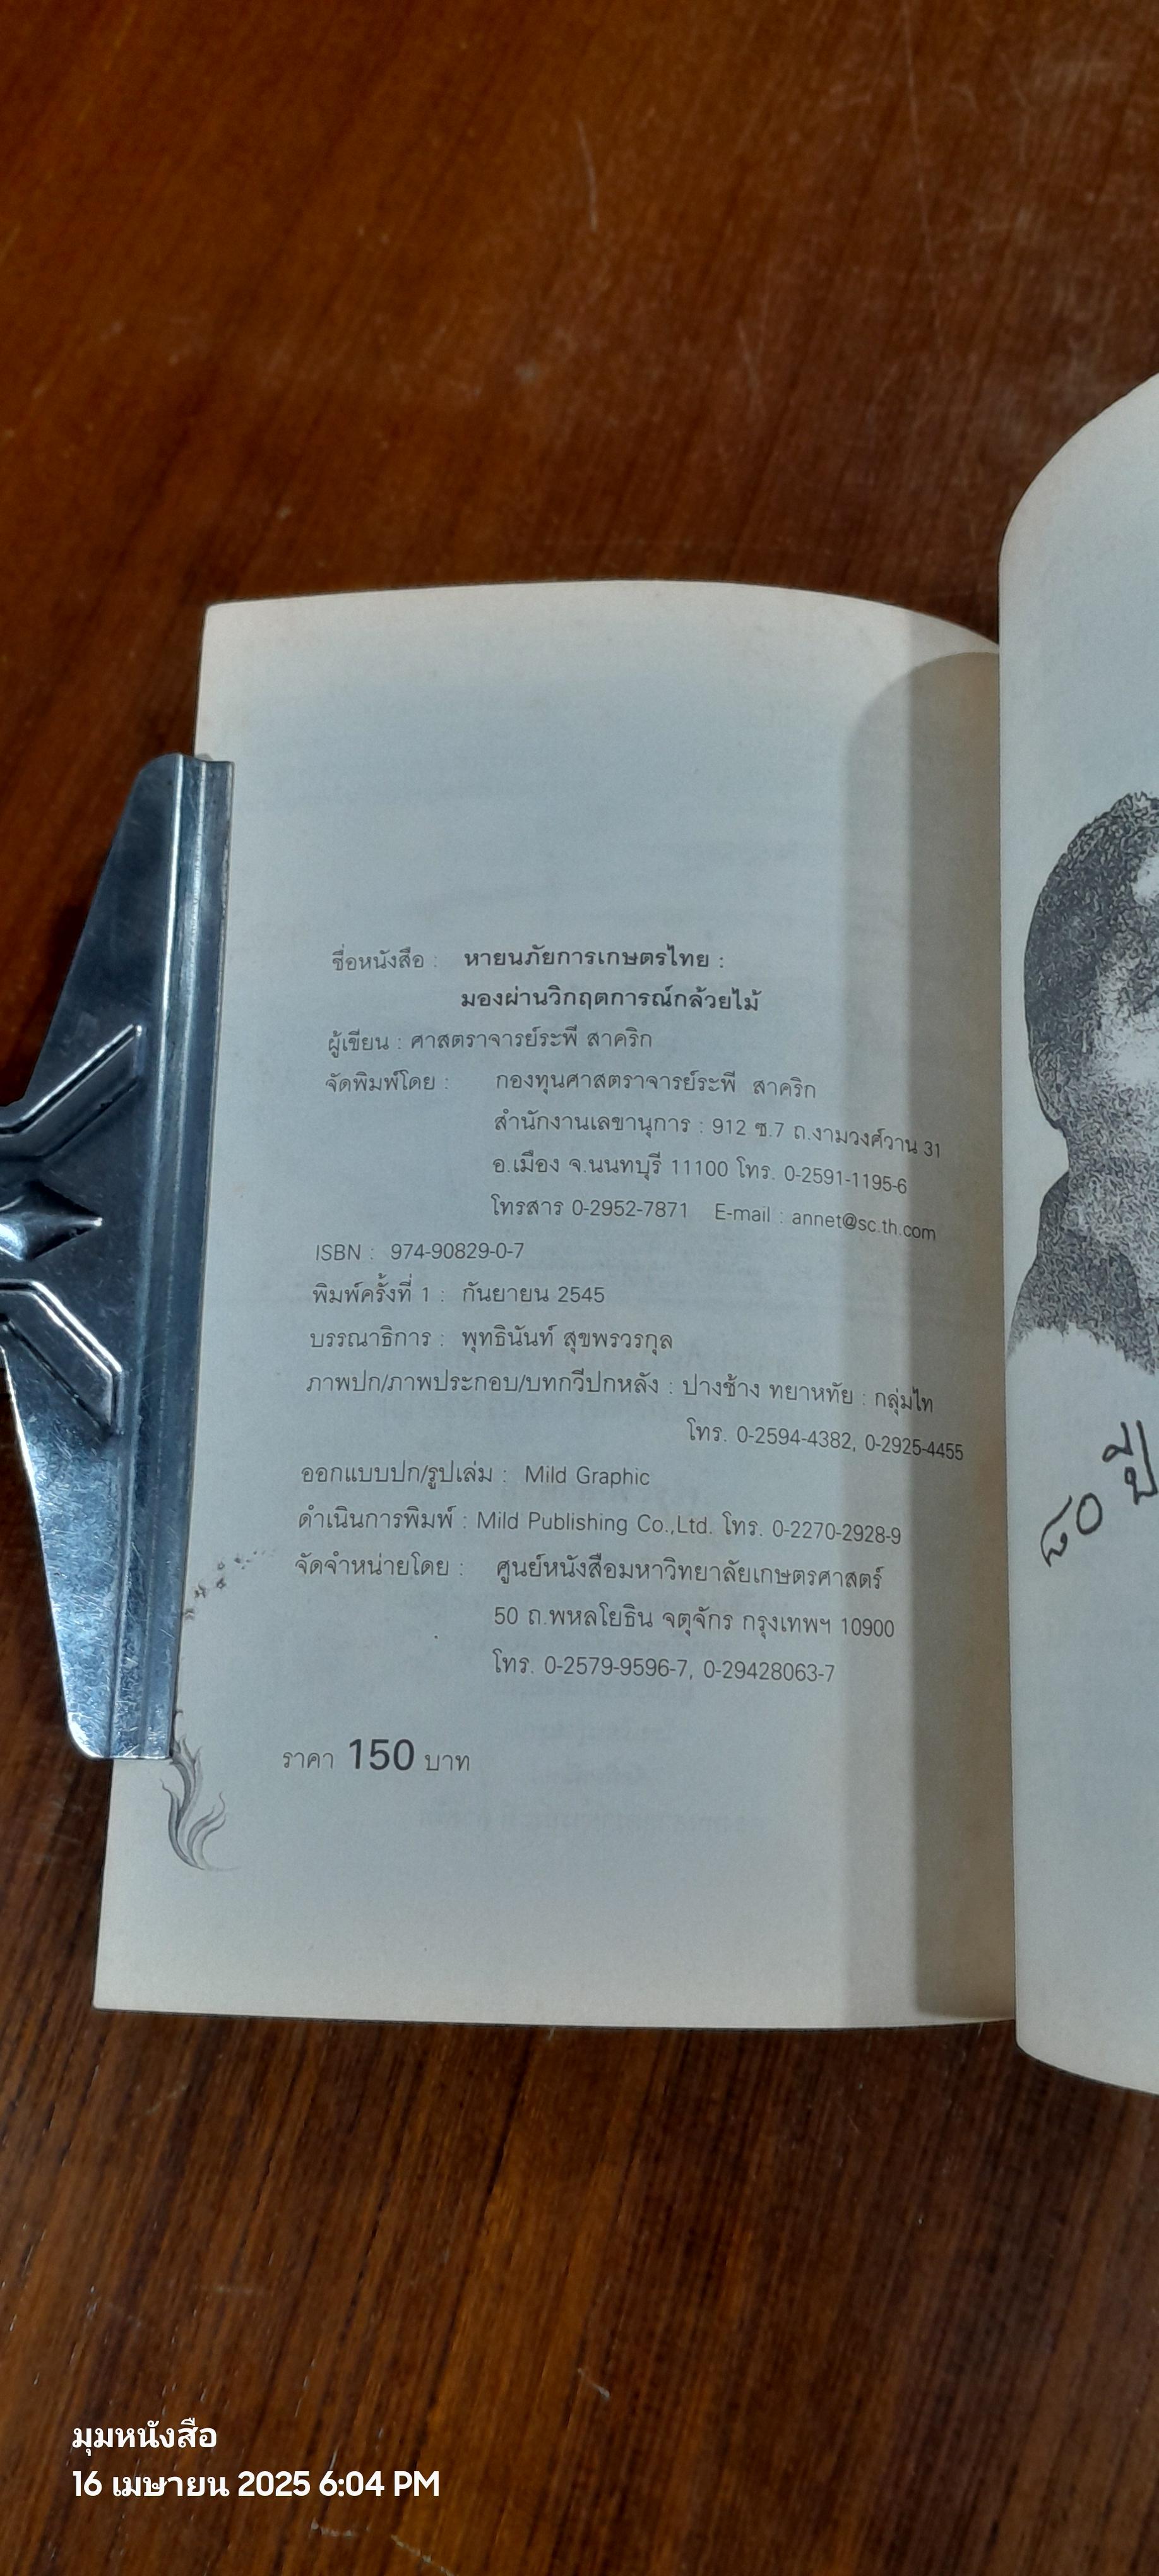 ชื่อหนังสือ : หายนภัยการเกษตรไทย :
มองผ่านวิกฤตการณ์กล้วยไม้
ผู้เขียน : ศาสตราจารย์ระพี สาคริก
จัดพิมพ์โดย : กองทุนศาสตราจารย์ระพี สาคริก
สำนักงานเลขานุการ : 912 ซ.7 ถ.งามวงศ์วาน 31
อ.เมือง จ.นนทบุรี 11100 โทร. 0-2591-1195-6
โทรสาร 0-2952-7871 E-mail : annet@sc.th.com
ISBN : 974-90829-0-7
พิมพ์ครั้งที่ 1 : กันยายน 2545
บรรณาธิการ : พุทธินันท์ สุขพรวรกุล
ภาพปก/ภาพประกอบ/บทกวีปกหลัง : ปางช้าง ทยาหทัย : กลุ่มไท
โทร. 0-2594-4382, 0-2925-4455
ออกแบบปก/รูปเล่ม : Mild Graphic
ดำเนินการพิมพ์ : Mild Publishing Co.,Ltd. โทร. 0-2270-2928-9
จัดจำหน่ายโดย : ศูนย์หนังสือมหาวิทยาลัยเกษตรศาสตร์
50 ถ.พหลโยธิน จตุจักร กรุงเทพฯ 10900
โทร. 0-2579-9596-7, 0-29428063-7
ราคา 150 บาท
๘๐ ปี
มุมหนังสือ
16 เมษายน 2025 6:04 PM